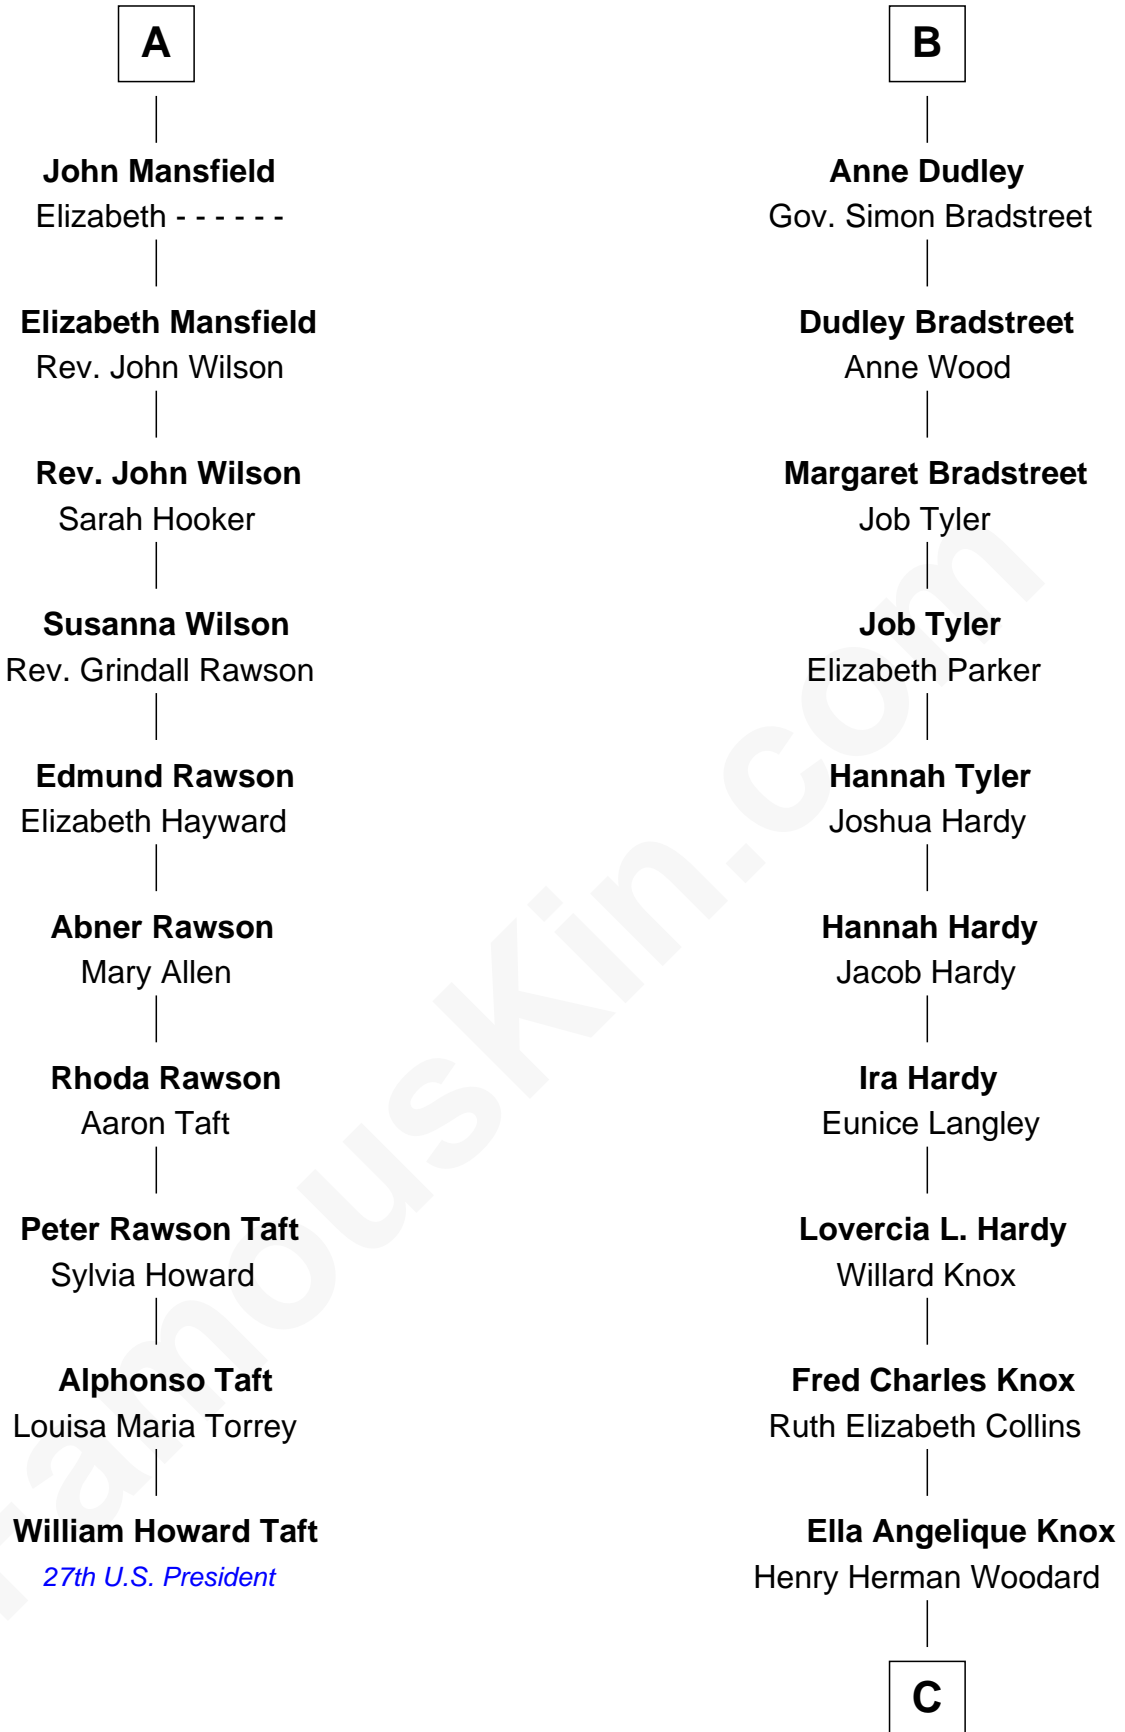 A
John Mansfield
Elizabeth - - - - - -
Elizabeth Mansfield
Rev. John Wilson
Rev. John Wilson
Sarah Hooker
Susanna Wilson
Rev. Grindall Rawson
Edmund Rawson
Elizabeth Hayward
Abner Rawson
Mary Allen
Rhoda Rawson
Aaron Taft
Peter Rawson Taft
Sylvia Howard
Alphonso Taft
Louisa Maria Torrey
William Howard Taft
27th U.S. President
B
Anne Dudley
Gov. Simon Bradstreet
Dudley Bradstreet
Anne Wood
Margaret Bradstreet
Job Tyler
Job Tyler
Elizabeth Parker
Hannah Tyler
Joshua Hardy
Hannah Hardy
Jacob Hardy
Ira Hardy
Eunice Langley
Lovercia L. Hardy
Willard Knox
Fred Charles Knox
Ruth Elizabeth Collins
Ella Angelique Knox
Henry Herman Woodard
C
FamousKin.com